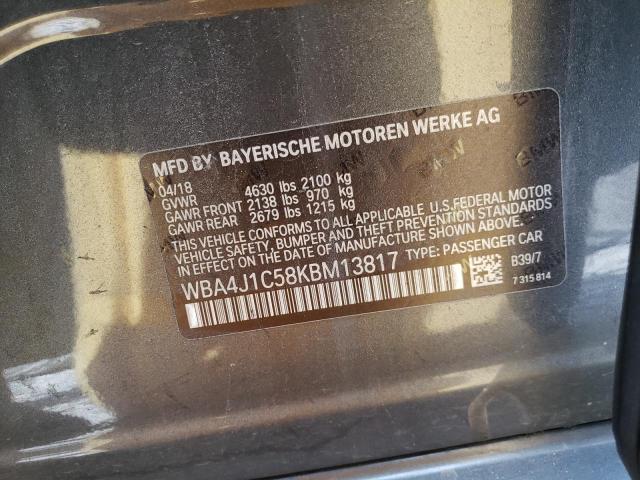 MFD BY BAYERISCHE MOTOREN WERKE AG
04/18
GVWR 4630 lbs 2100 kg
GAWR FRONT 2138 lbs 970 kg
GAWR REAR 2679 lbs 1215 kg
THIS VEHICLE CONFORMS TO ALL APPLICABLE U.S.FEDERAL MOTOR
VEHICLE SAFETY, BUMPER AND THEFT PREVENTION STANDARDS
IN EFFECT ON THE DATE OF MANUFACTURE SHOWN ABOVE.
WBA4J1C58KBM13817 TYPE: PASSENGER CAR
B39/7
7 315 814